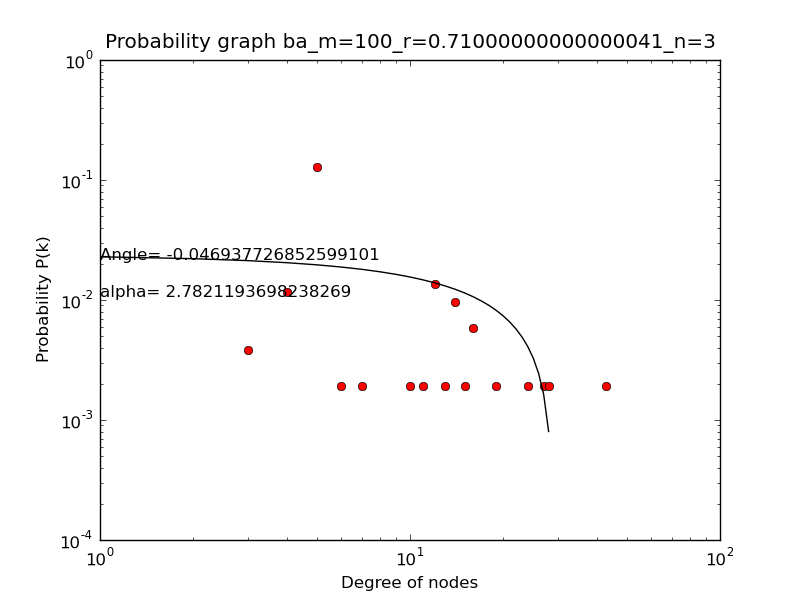 Probability graph ba_m=100_r=0.71000000000000041_n=3
10^0
10^-1
Angle= -0.046937726852599101
alpha= 2.7821193698238269
10^-2
Probability P(k)
10^-3
10^-4
10^0 10^1 10^2
Degree of nodes